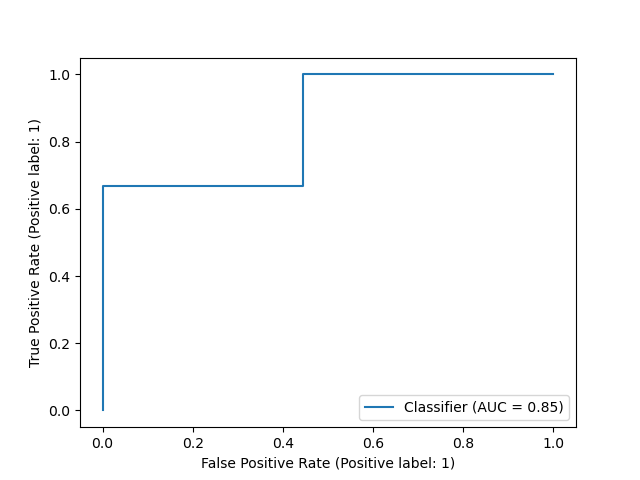 1.0
0.8
0.6
0.4
0.2
0.0
True Positive Rate (Positive label: 1)
Classifier (AUC = 0.85)
0.0 0.2 0.4 0.6 0.8 1.0
False Positive Rate (Positive label: 1)